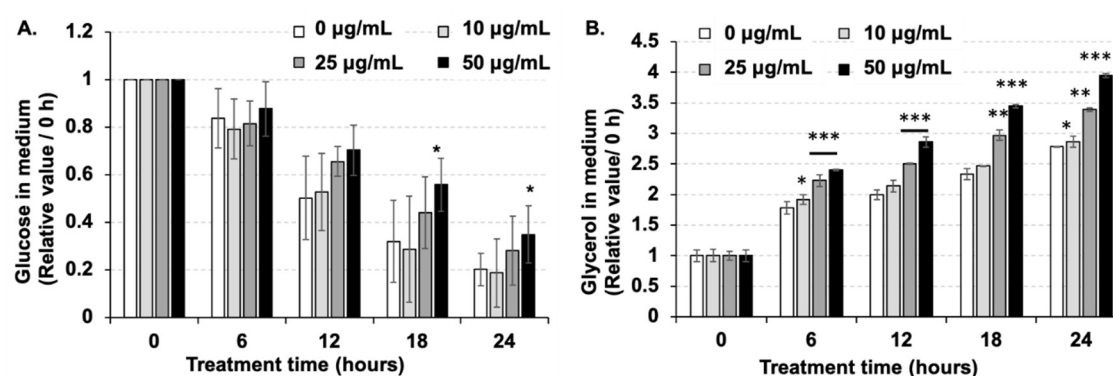 A.
0 µg/mL
10 µg/mL
25 µg/mL
50 µg/mL
Glucose in medium
(Relative value / 0 h)
1.2
1
0.8
0.6
0.4
0.2
0
*
*
0
6
12
18
24
Treatment time (hours)
B.
0 µg/mL
10 µg/mL
25 µg/mL
50 µg/mL
Glycerol in medium
(Relative value/ 0 h)
4.5
4
3.5
3
2.5
2
1.5
1
0.5
0
*
***
***
**
***
*
**
***
0
6
12
18
24
Treatment time (hours)